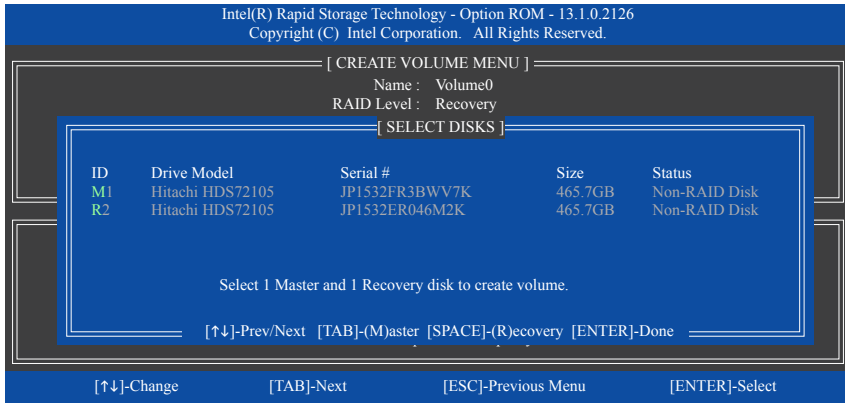 Intel(R) Rapid Storage Technology - Option ROM - 13.1.0.2126
Copyright (C) Intel Corporation. All Rights Reserved.
[ CREATE VOLUME MENU ]
Name : Volume0
RAID Level : Recovery
[ SELECT DISKS ]
ID Drive Model Serial # Size Status
M1 Hitachi HDS72105 JP1532FR3BWV7K 465.7GB Non-RAID Disk
R2 Hitachi HDS72105 JP1532ER046M2K 465.7GB Non-RAID Disk
Select 1 Master and 1 Recovery disk to create volume.
[↑↓]-Prev/Next [TAB]-(M)aster [SPACE]-(R)ecovery [ENTER]-Done
[↑↓]-Change [TAB]-Next [ESC]-Previous Menu [ENTER]-Select